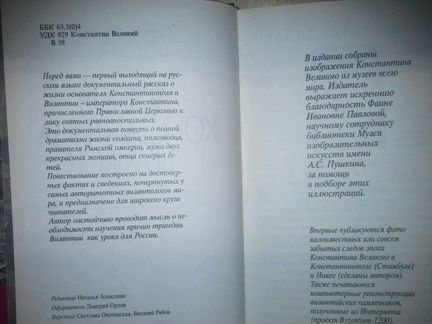 ББК 63.3(0)4
УДК 929 Константин Великий
В 58
Перед вами — первый выходящий на рус-
ском языке документальный рассказ о
жизни основателя Константинополя и
Византии – императора Константина,
причисленного Православной Церковью к
лику святых равноапостольных.
Это документальная повесть о полной
драматизма жизни солдата, полководца,
правителя Римской империи, мужа двух
прекрасных женщин, отца семерых де-
тей.
Повествование построено на достовер-
ных фактах и сведениях, почерпнутых у
самых авторитетных византологов ми-
ра, и предназначено для широкого круга
читателей.
Автор настойчиво проводит мысль о не-
обходимости изучения причин трагедии
Византии как урока для России.
Редактор Наталья Алексеева
Оформитель Дмитрий Орлов
Верстка: Светлана Охотинская, Виталий Рябов
В издании собраны
изображения Константина
Великого из музеев всего
мира. Издатель
выражает искреннюю
благодарность Фаине
Ивановне Павловой,
научному сотруднику
библиотеки Музея
изобразительных
искусств имени
А.С. Пушкина,
за помощь
в подборе этих
иллюстраций.
Впервые публикуются фото
малоизвестных или совсем
забытых следов эпохи
Константина Великого в
Константинополе (Стамбуле)
и Никее (сделаны автором).
Также печатаются
компьютерные реконструкции
византийских памятников,
полученные из Интернета
(проект Byzantium-1200).